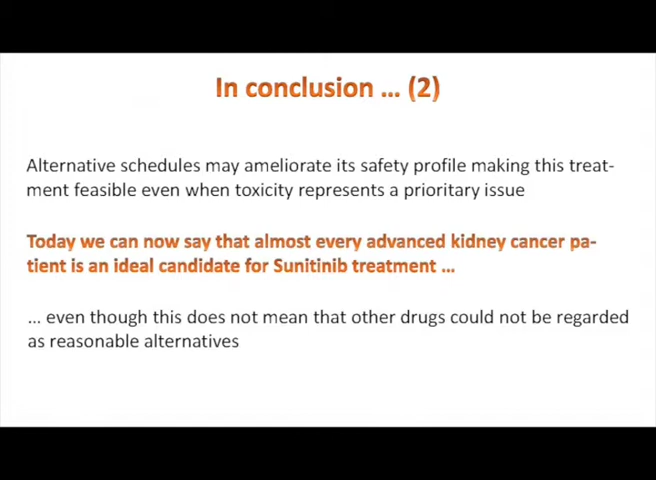 In conclusion ... (2)
Alternative schedules may ameliorate its safety profile making this treat-
ment feasible even when toxicity represents a prioritary issue
Today we can now say that almost every advanced kidney cancer pa-
tient is an ideal candidate for Sunitinib treatment ...
... even though this does not mean that other drugs could not be regarded
as reasonable alternatives